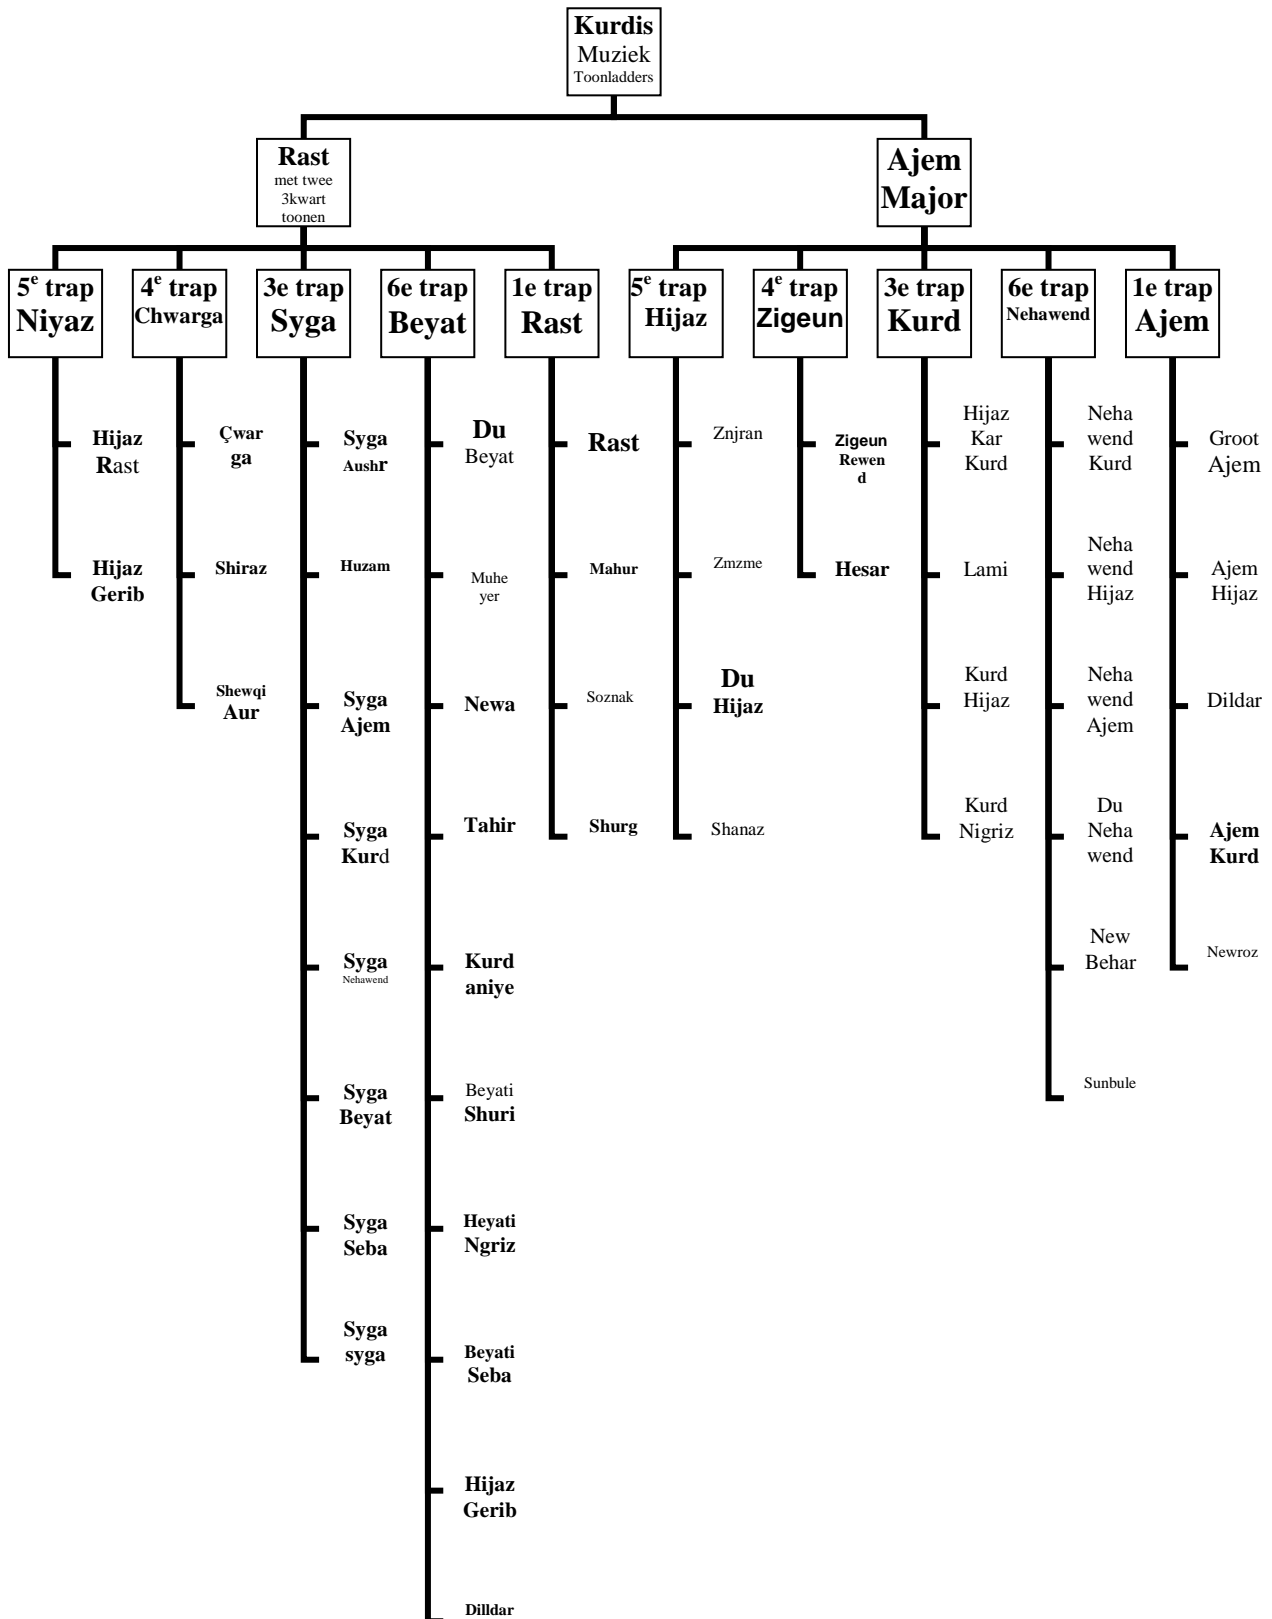 Kurdis
Muziek
Toonladders
Rast
met twee
3kwart
toonen
Ajem
Major
5e trap
Niyaz
4e trap
Chwarga
3e trap
Syga
6e trap
Beyat
1e trap
Rast
5e trap
Hijaz
4e trap
Zigeun
3e trap
Kurd
6e trap
Nehawend
1e trap
Ajem
Hijaz
Rast
Hijaz
Gerib
Çwar
ga
Shiraz
Shewqi
Aur
Syga
Aushr
Huzam
Syga
Ajem
Syga
Kurd
Syga
Nehawend
Syga
Beyat
Syga
Seba
Syga
syga
Du
Beyat
Muhe
yer
Newa
Tahir
Kurd
aniye
Beyati
Shuri
Heyati
Ngriz
Beyati
Seba
Hijaz
Gerib
Dilldar
Rast
Mahur
Soznak
Shurg
Znjran
Zmzme
Du
Hijaz
Shanaz
Zigeun
Rewen
d
Hesar
Hijaz
Kar
Kurd
Lami
Kurd
Hijaz
Kurd
Nigriz
Neha
wend
Kurd
Neha
wend
Hijaz
Neha
wend
Ajem
Du
Neha
wend
New
Behar
Sunbule
Groot
Ajem
Ajem
Hijaz
Dildar
Ajem
Kurd
Newroz